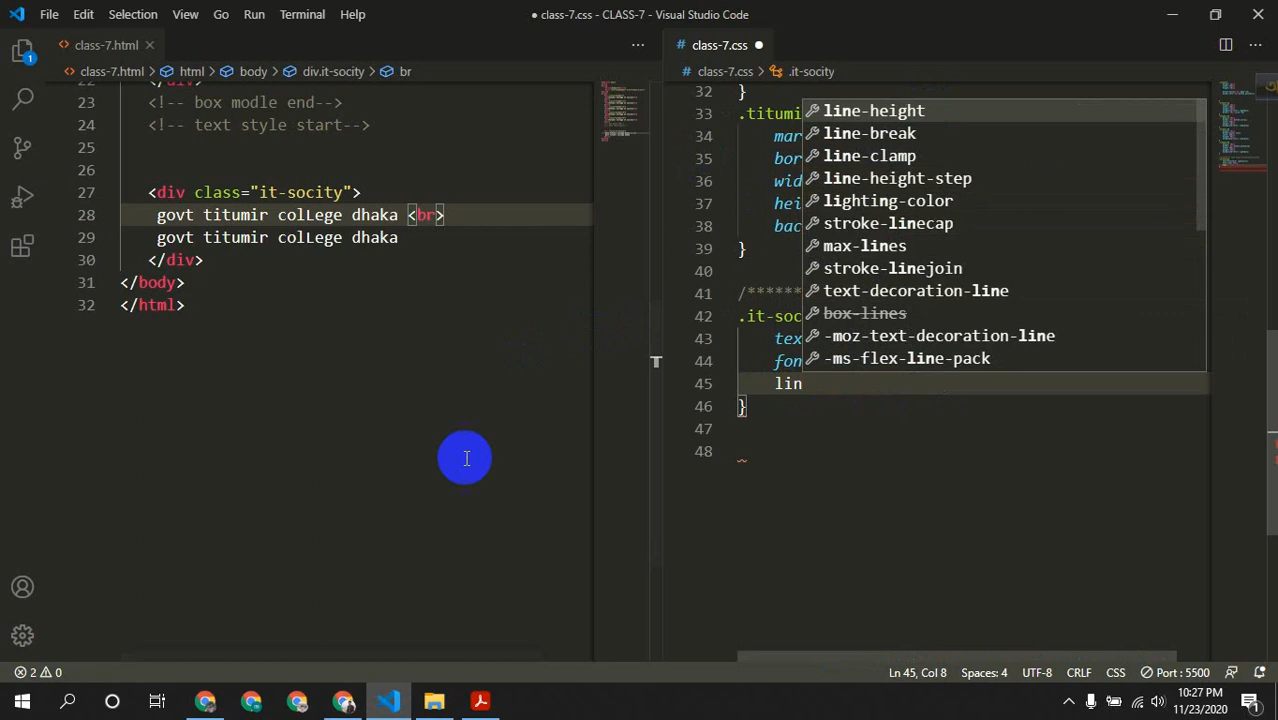 File Edit Selection View Go Run Terminal Help
● class-7.css - CLASS-7 - Visual Studio Code
class-7.html
class-7.html > html > body > div.it-socity > br
23 <!-- box modle end-->
24 <!-- text style start-->
25
26
27 <div class="it-socity">
28 govt titumir colLege dhaka <br>
29 govt titumir colLege dhaka
30 </div>
31 </body>
32 </html>
# class-7.css ●
# class-7.css > .it-socity
32 }
33 .titumi
34 mar
35 bor
36 wid
37 hei
38 bac
39 }
40
41 /*******
42 .it-soc
43 tex
44 fon
45 lin
46 }
47
48
line-height
line-break
line-clamp
line-height-step
lighting-color
stroke-linecap
max-lines
stroke-linejoin
text-decoration-line
box-lines
-moz-text-decoration-line
-ms-flex-line-pack
1
2 0
Ln 45, Col 8 Spaces: 4 UTF-8 CRLF CSS Port : 5500
10:27 PM
11/23/2020
1